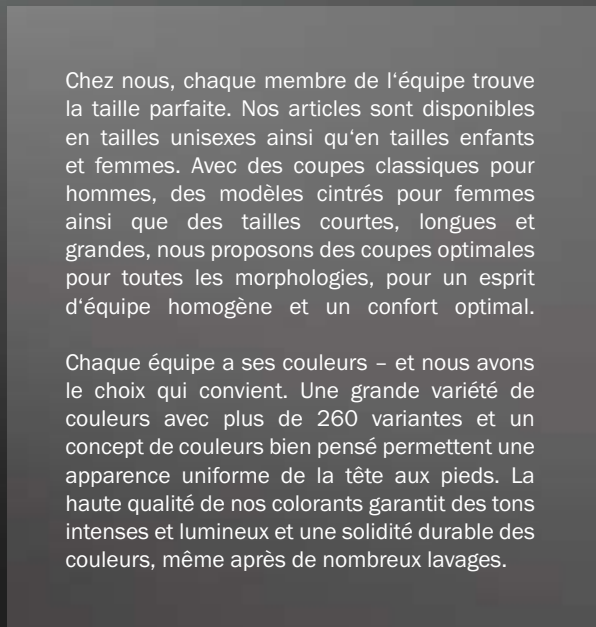 Chez nous, chaque membre de l‘équipe trouve
la taille parfaite. Nos articles sont disponibles
en tailles unisexes ainsi qu‘en tailles enfants
et femmes. Avec des coupes classiques pour
hommes, des modèles cintrés pour femmes
ainsi que des tailles courtes, longues et
grandes, nous proposons des coupes optimales
pour toutes les morphologies, pour un esprit
d‘équipe homogène et un confort optimal.

Chaque équipe a ses couleurs – et nous avons
le choix qui convient. Une grande variété de
couleurs avec plus de 260 variantes et un
concept de couleurs bien pensé permettent une
apparence uniforme de la tête aux pieds. La
haute qualité de nos colorants garantit des tons
intenses et lumineux et une solidité durable des
couleurs, même après de nombreux lavages.